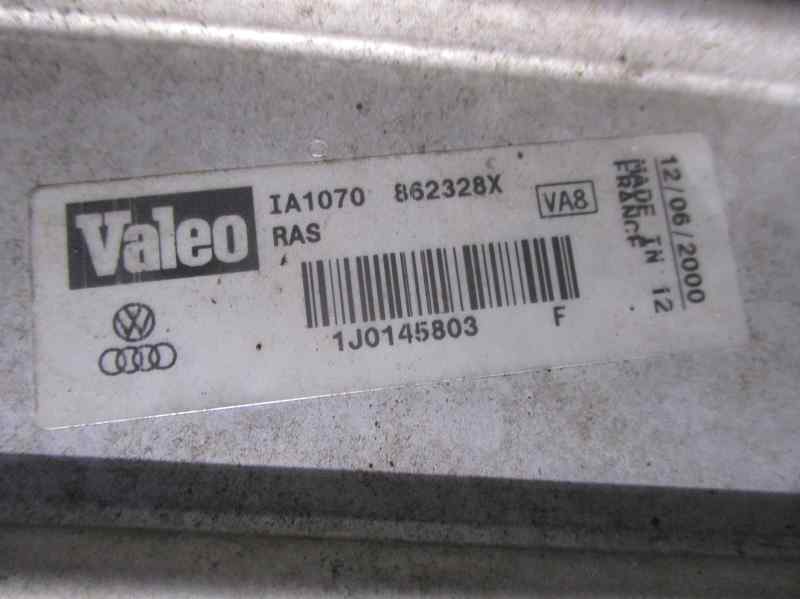 Valeo
IA1070 862328X
RAS
VA8
1J0145803 F
12/06/2000
MADE IN 12
FRANCE